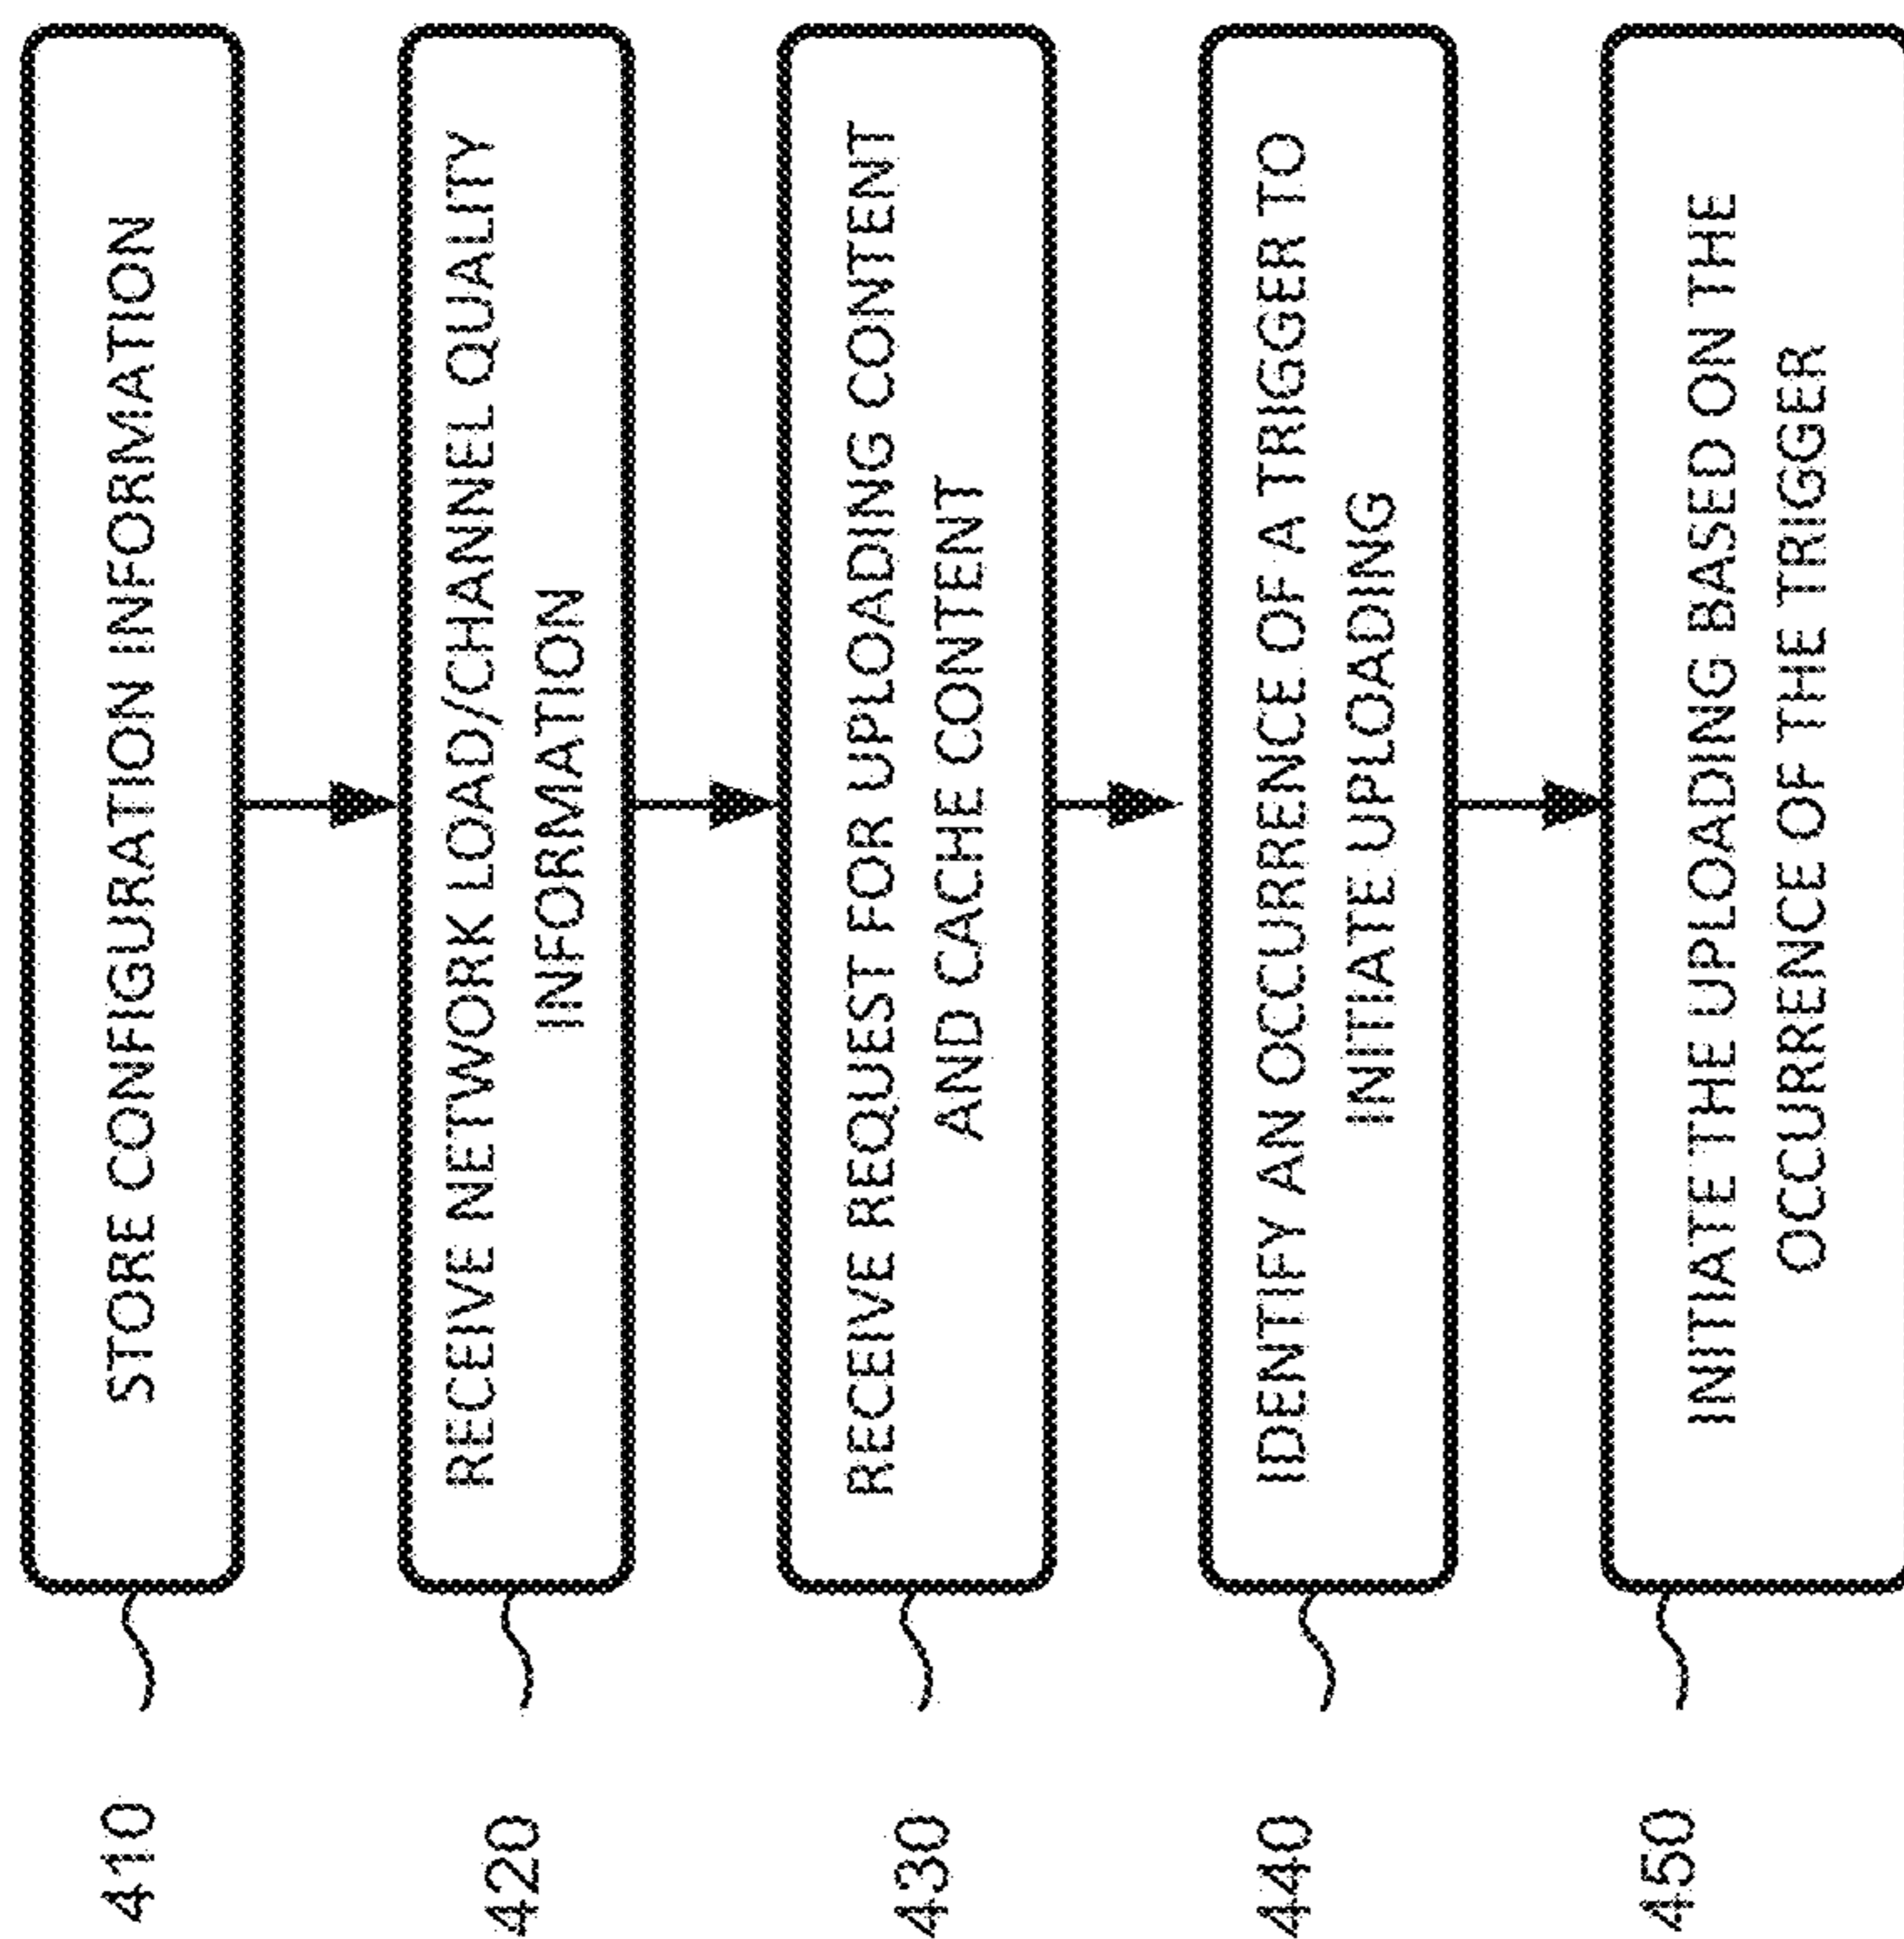 410
STORE CONFIGURATION INFORMATION
420
RECEIVE NETWORK LOAD/CHANNEL QUALITY
INFORMATION
430
RECEIVE REQUEST FOR UPLOADING CONTENT
AND CACHE CONTENT
440
IDENTIFY AN OCCURRENCE OF A TRIGGER TO
INITIATE UPLOADING
450
INITIATE THE UPLOADING BASED ON THE
OCCURRENCE OF THE TRIGGER